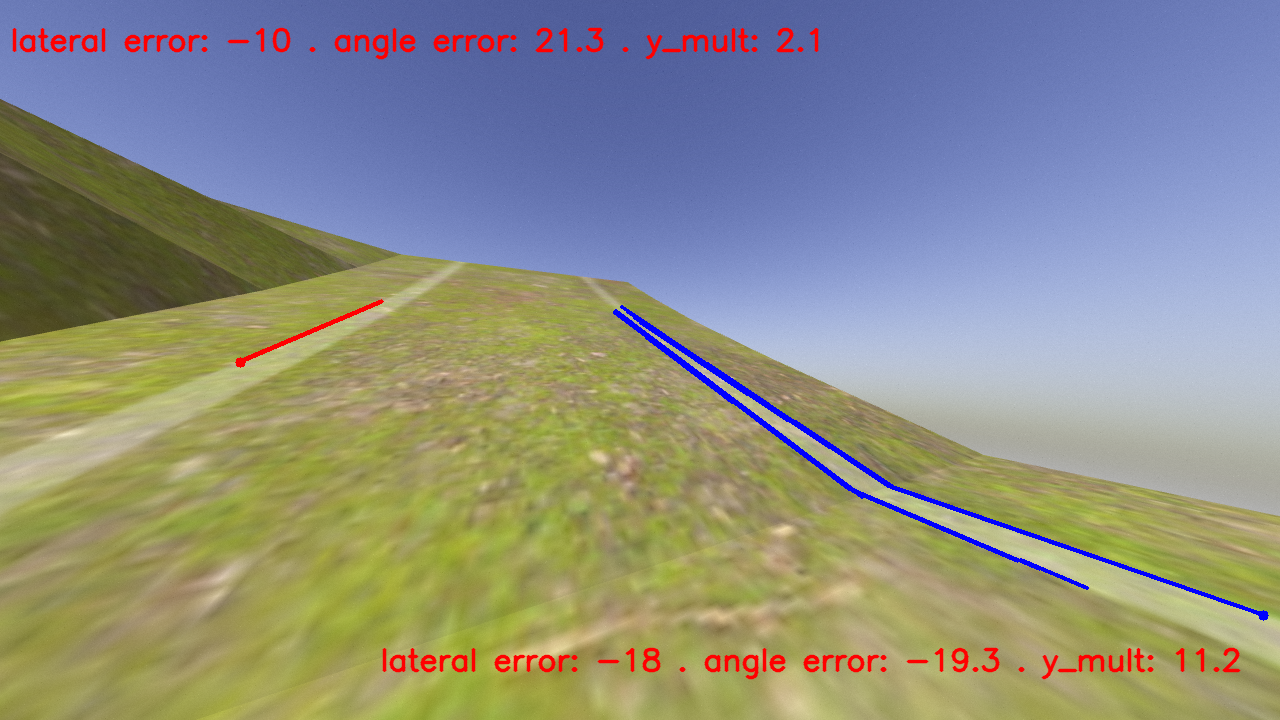 lateral error: -10 . angle error: 21.3 . y_mult: 2.1
lateral error: -18 . angle error: -19.3 . y_mult: 11.2